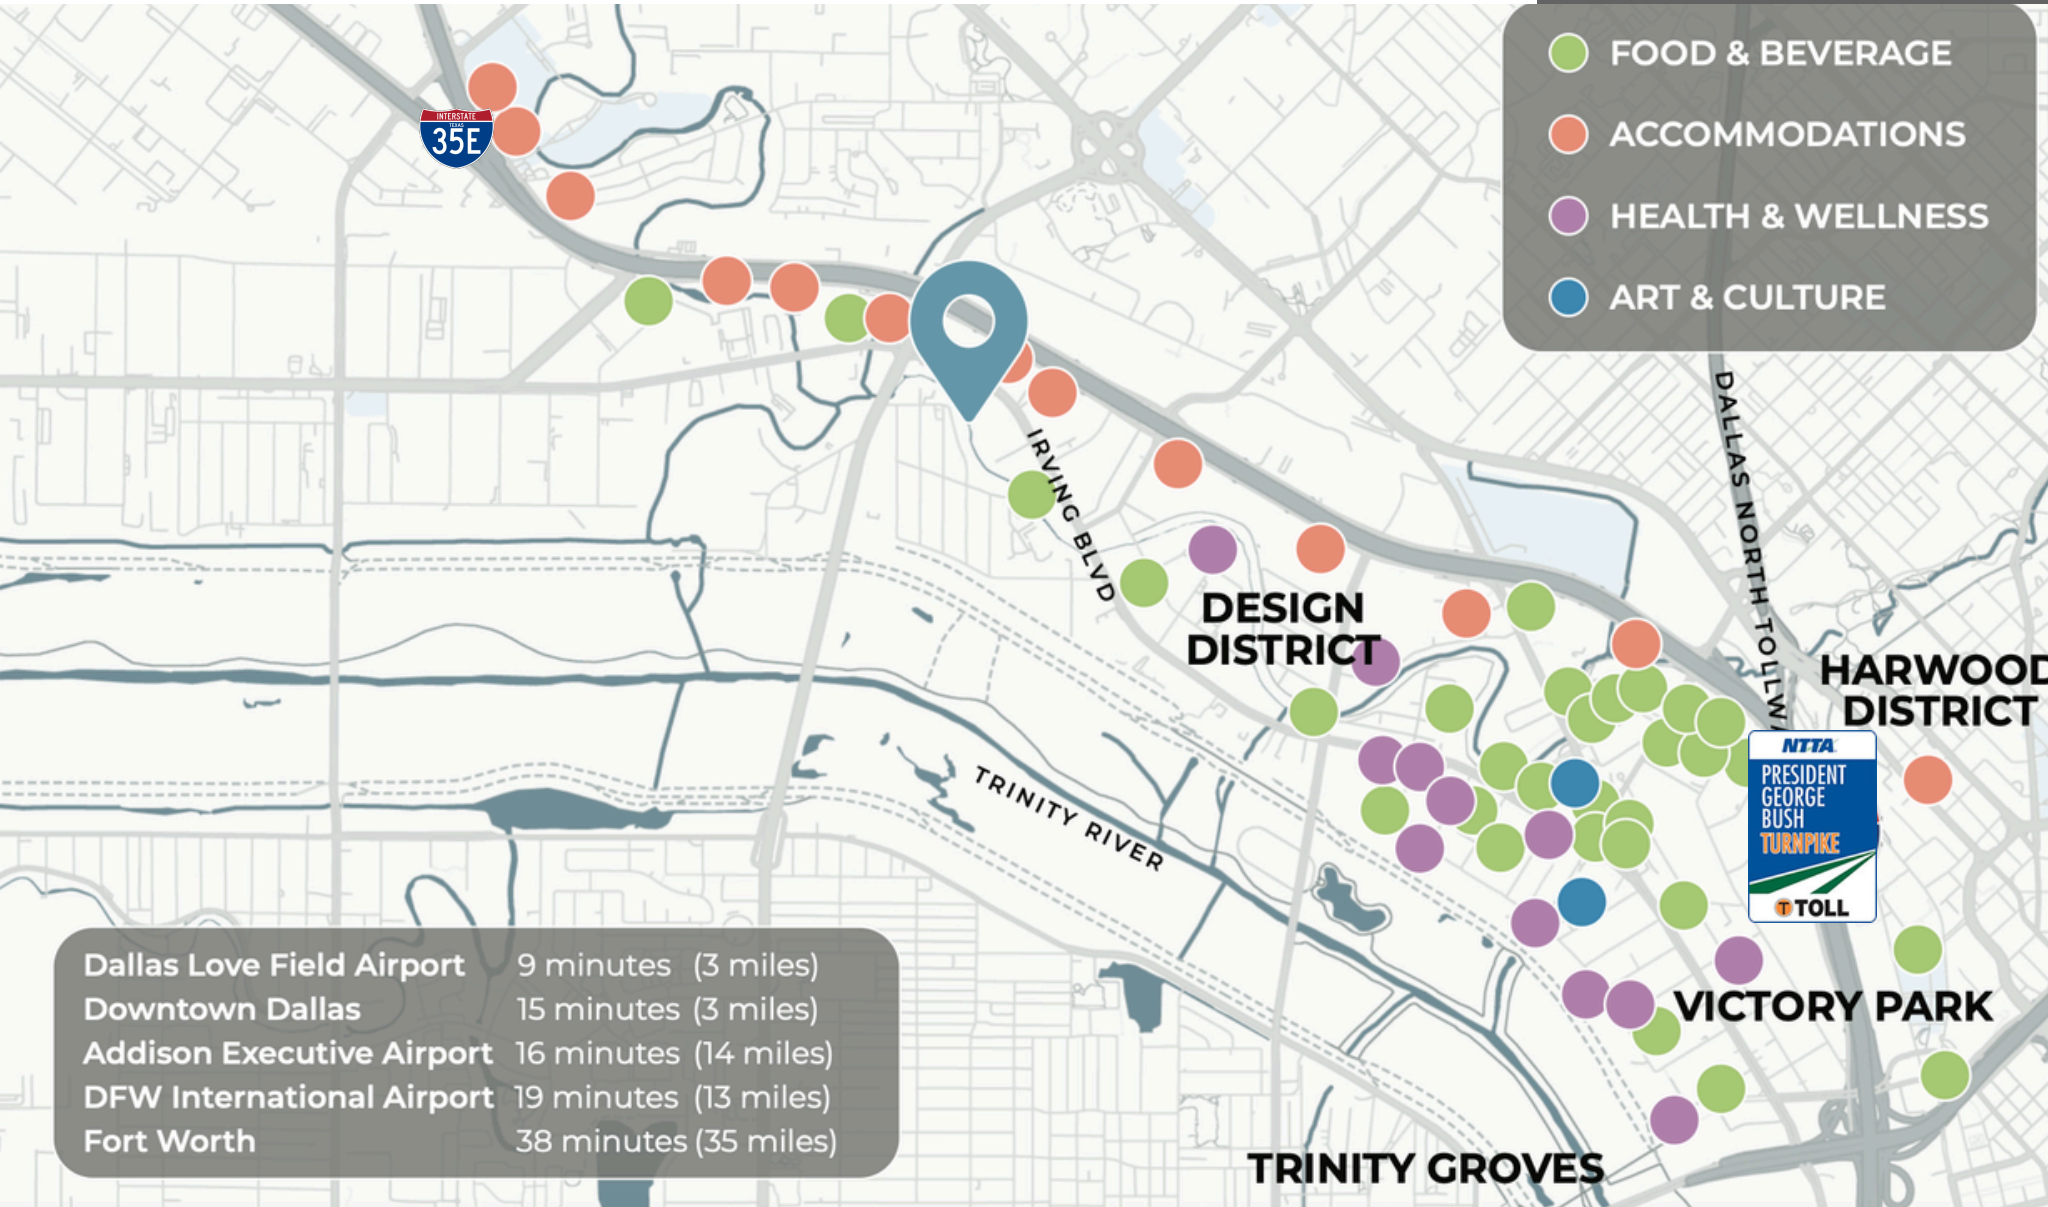 FOOD & BEVERAGE
ACCOMMODATIONS
HEALTH & WELLNESS
ART & CULTURE
INTERSTATE
TEXAS
35E
IRVING BLVD
DALLAS NORTH TOLLW
DESIGN
DISTRICT
HARWOOD
DISTRICT
NTTA
PRESIDENT
GEORGE
BUSH
TURNPIKE
T TOLL
TRINITY RIVER
VICTORY PARK
TRINITY GROVES
Dallas Love Field Airport 9 minutes (3 miles)
Downtown Dallas 15 minutes (3 miles)
Addison Executive Airport 16 minutes (14 miles)
DFW International Airport 19 minutes (13 miles)
Fort Worth 38 minutes (35 miles)